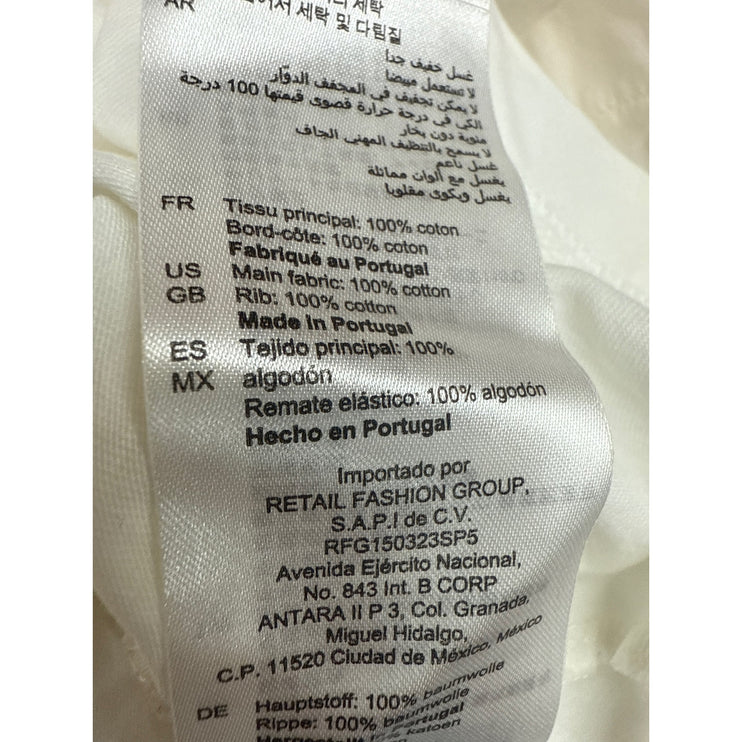 AR
세탁 및 다림질
غسل خفيف جداً
لا تستعمل مبيضا
لا يمكن تجفيف في المجفف الدوّار
الكي في درجة حرارة قصوى قيمتها 100 درجة
مئوية دون بخار
لا يسمح بالتنظيف المهني الجاف
غسل ناعم
يغسل مع ألوان مماثلة
يغسل ويكوى مقلوبا
FR Tissu principal: 100% coton
Bord-côte: 100% coton
Fabriqué au Portugal
US Main fabric: 100% cotton
GB Rib: 100% cotton
Made in Portugal
ES Tejido principal: 100%
MX algodón
Remate elástico: 100% algodón
Hecho en Portugal
Importado por
RETAIL FASHION GROUP,
S.A.P.I de C.V.
RFG150323SP5
Avenida Ejército Nacional,
No. 843 Int. B CORP
ANTARA II P 3, Col. Granada,
Miguel Hidalgo,
C.P. 11520 Ciudad de México, México
DE Hauptstoff: 100% baumwolle
Rippe: 100% baumwolle